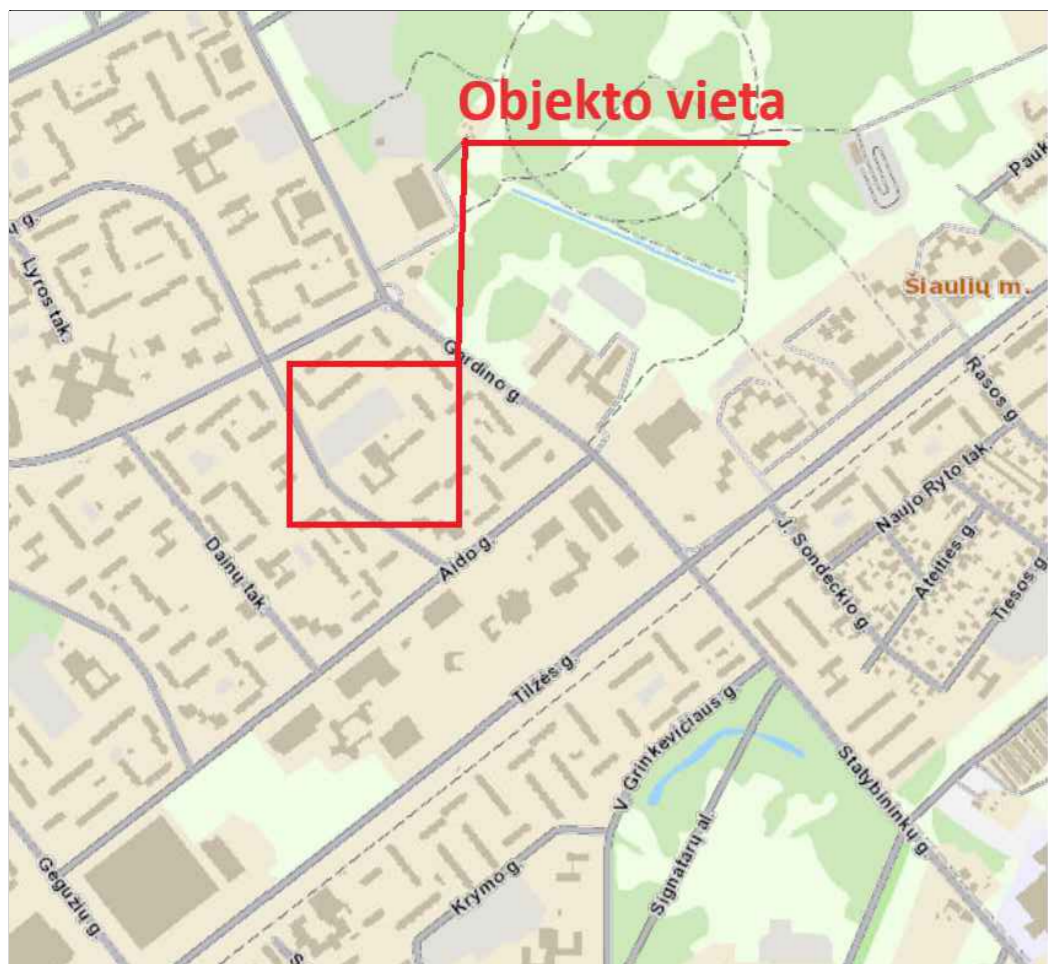 Objekto vieta
Pauk
Šiaulių m.
ų g.
Lyros tak.
Gardino g.
Rasos g.
Naujo Ryto tak.
Ateities g
Tiesos g
J. Sondeckio g
Aido g.
Dainų tak.
Tilžės g.
V. Grinkevičiaus g
Statybininkų g.
Signatarų al.
Krymo g.
Gegužių g.
S